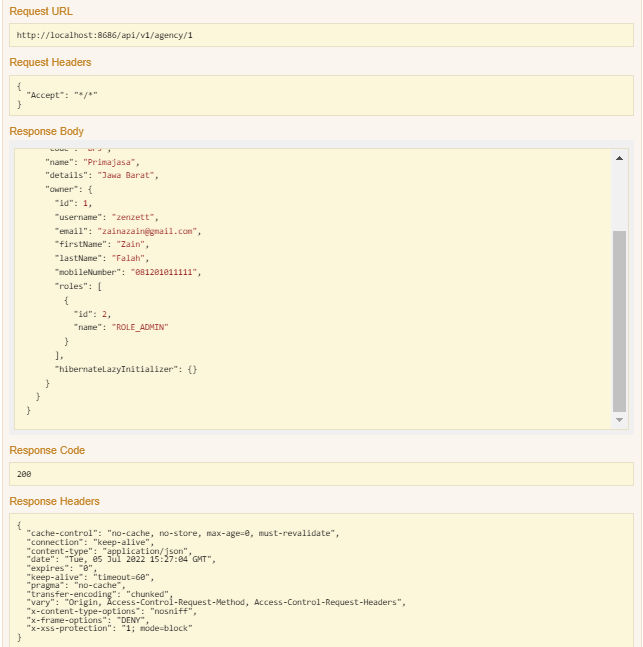 Request URL
http://localhost:8686/api/v1/agency/1
Request Headers
{
"Accept": "*/*"
}
Response Body
"name": "Primajasa",
"details": "Jawa Barat",
"owner": {
"id": 1,
"username": "zenzett",
"email": "zainazain@gmail.com",
"firstName": "Zain",
"lastName": "Falah",
"mobileNumber": "081201011111",
"roles": [
{
"id": 2,
"name": "ROLE_ADMIN"
}
],
"hibernateLazyInitializer": {}
}
}
}
Response Code
200
Response Headers
{
"cache-control": "no-cache, no-store, max-age=0, must-revalidate",
"connection": "keep-alive",
"content-type": "application/json",
"date": "Tue, 05 Jul 2022 15:27:04 GMT",
"expires": "0",
"keep-alive": "timeout=60",
"pragma": "no-cache",
"transfer-encoding": "chunked",
"vary": "Origin, Access-Control-Request-Method, Access-Control-Request-Headers",
"x-content-type-options": "nosniff",
"x-frame-options": "DENY",
"x-xss-protection": "1; mode=block"
}